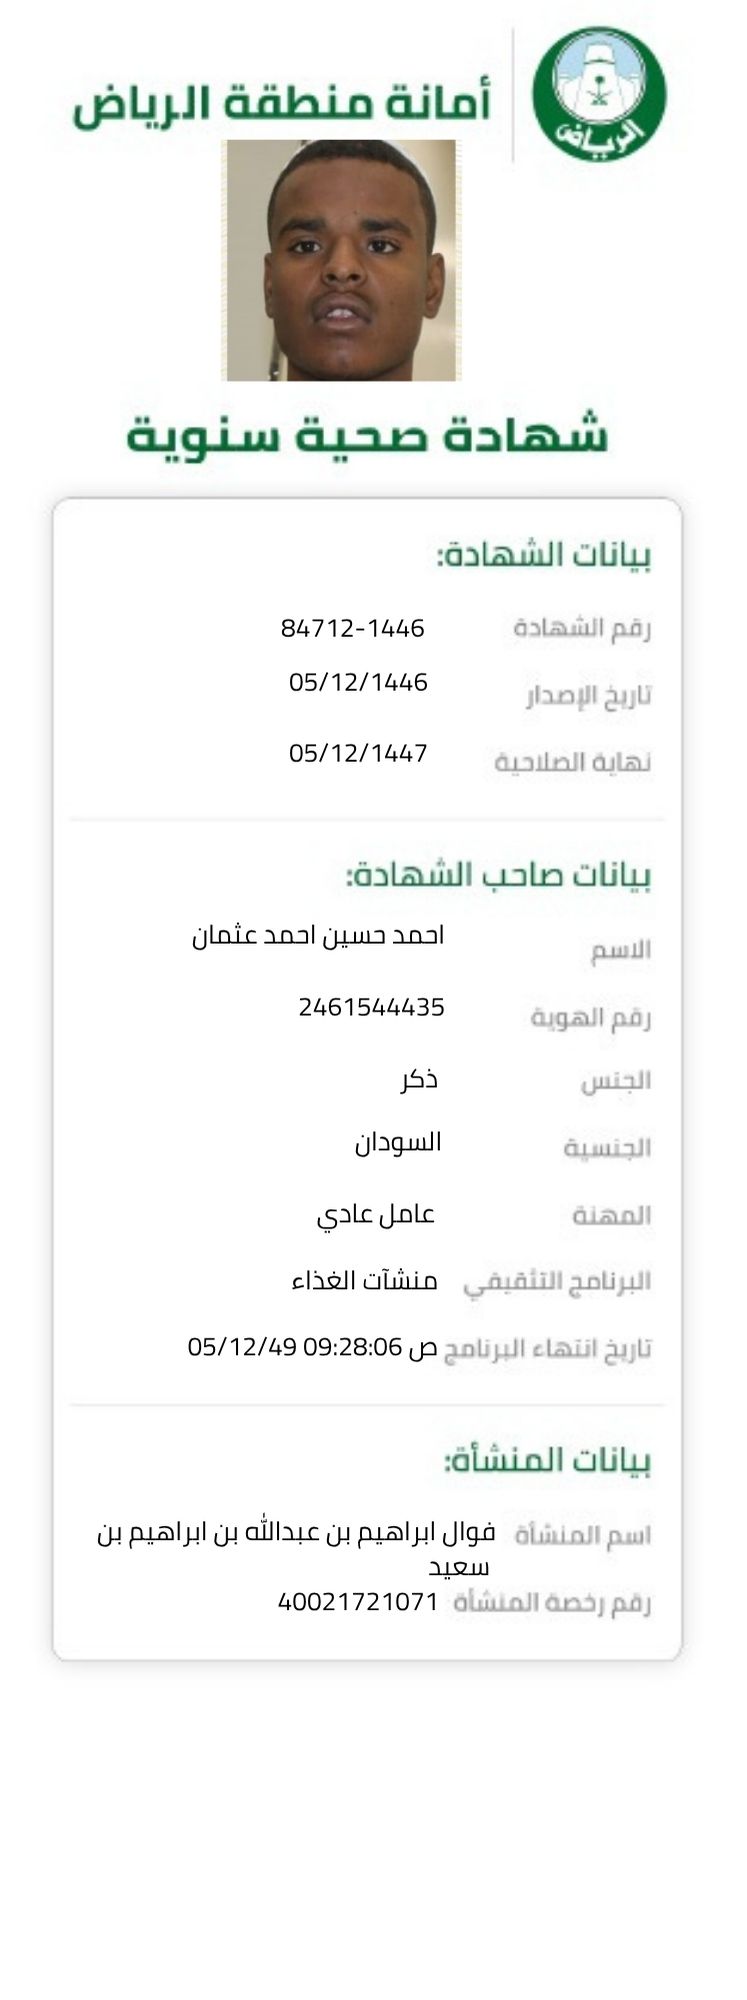 أمانة منطقة الرياض
الرياض
شهادة صحية سنوية
بيانات الشهادة:
رقم الشهادة 84712-1446
تاريخ الإصدار 05/12/1446
نهاية الصلاحية 05/12/1447
بيانات صاحب الشهادة:
الاسم احمد حسين احمد عثمان
رقم الهوية 2461544435
الجنس ذكر
الجنسية السودان
المهنة عامل عادي
البرنامج التثقيفي منشآت الغذاء
تاريخ انتهاء البرنامج ص 09:28:06 05/12/49
بيانات المنشأة:
اسم المنشأة فوال ابراهيم بن عبدالله بن ابراهيم بن
سعيد
رقم رخصة المنشأة 40021721071